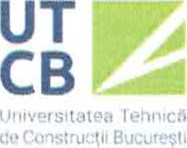 UT
CB
Universitatea Tehnică
de Construcții București